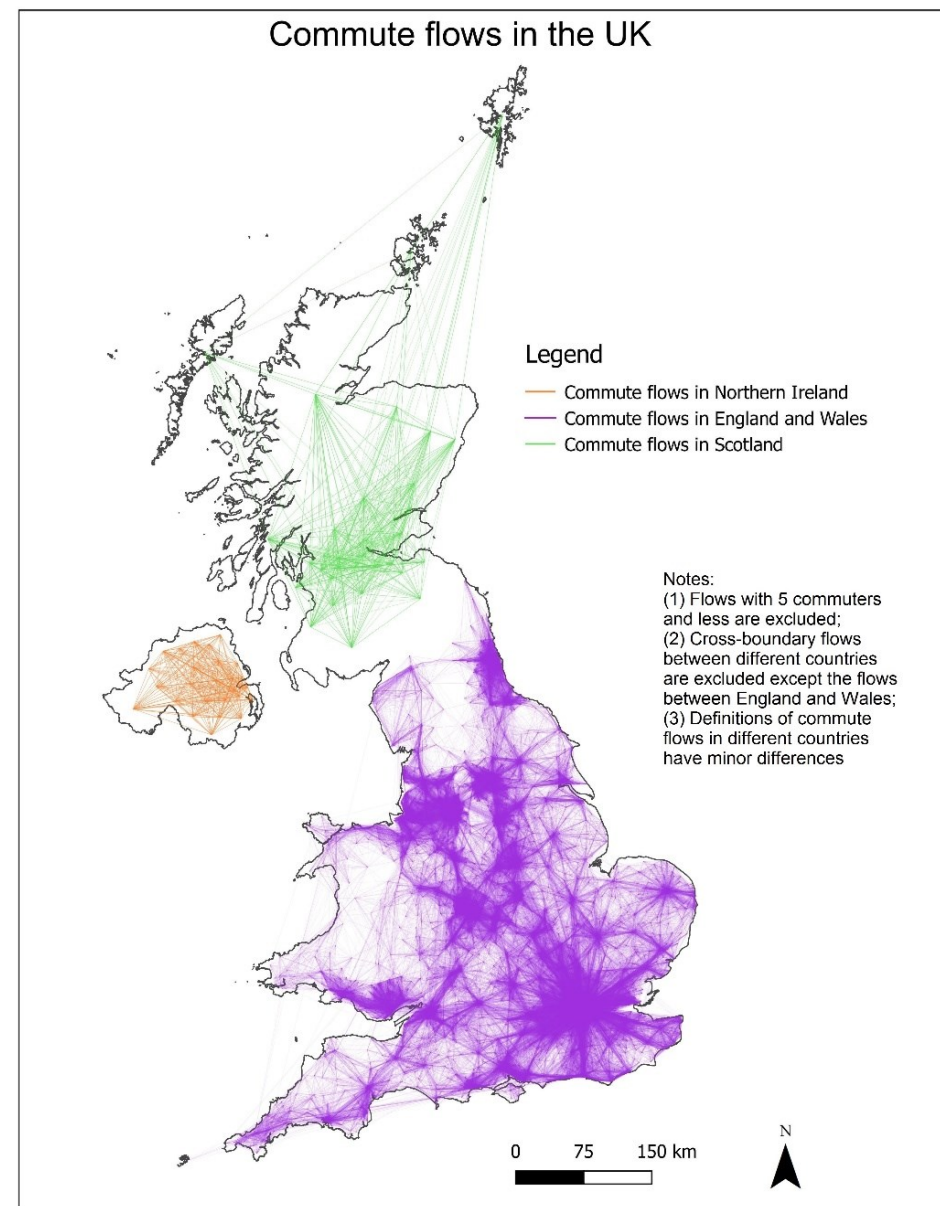 Commute flows in the UK
Legend
Commute flows in Northern Ireland
Commute flows in England and Wales
Commute flows in Scotland
Notes:
(1) Flows with 5 commuters
and less are excluded;
(2) Cross-boundary flows
between different countries
are excluded except the flows
between England and Wales;
(3) Definitions of commute
flows in different countries
have minor differences
0 75 150 km
N